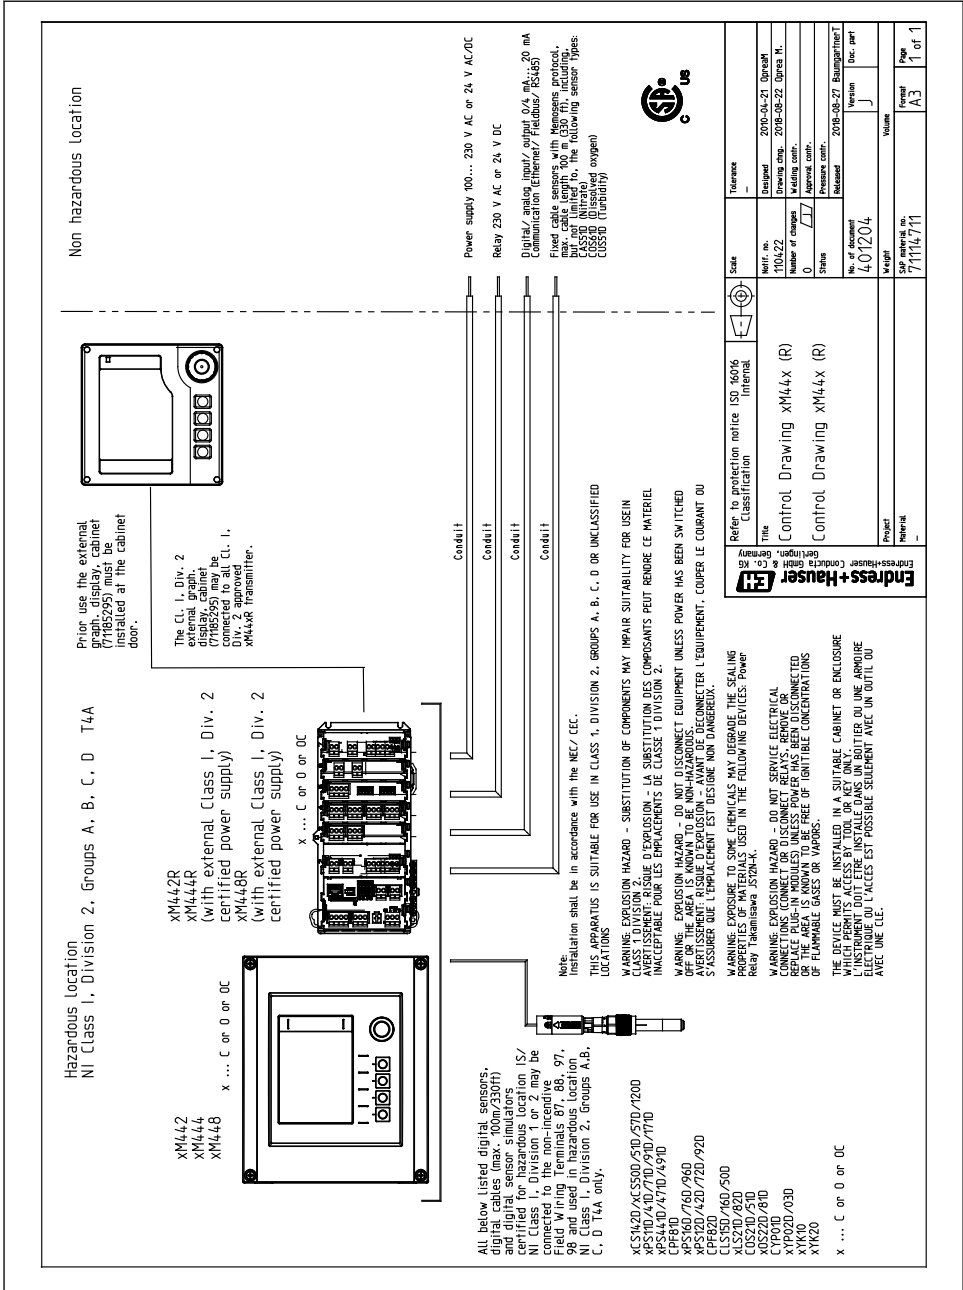 Hazardous location
NI Class I, Division 2, Groups A, B, C, D   T4A
Non hazardous location
xM442
xM444
xM448
x ... C or O or OC
xM442R
xM444R
(With external Class I, Div. 2
certified power supply)
xM448R
(With external Class I, Div. 2
certified power supply)
x ... C or O or OC
Prior use the external
graph. display, cabinet
(71185295) must be
installed at the cabinet
door.
The Cl. I, Div. 2
external graph.
display, cabinet
(71185295) may be
connected to all Cl. I,
Div. 2 approved
xM44xR transmitter.
Conduit
Conduit
Conduit
Conduit
Power supply 100... 230 V AC or 24 V AC/DC
Relay 230 V AC or 24 V DC
Digital/ analog input/ output 0/4 mA... 20 mA
Communication (Ethernet/ Fieldbus/ RS485)
Fixed cable sensors with Memosens protocol,
max. cable length 100 m (330 ft), including,
but not limited to, the following sensor types:
CAS51D (Nitrate)
COS61D (Dissolved oxygen)
CUS51D (Turbidity)
C
SA
®
US
All below listed digital sensors,
digital cables (max. 100m/330ft)
and digital sensor simulators
certified for hazardous location IS/
NI Class I, Division 1 or 2 may be
connected to the non-incendive
Field Wiring Terminals 87, 88, 97,
98 and used in hazardous location
NI Class I, Division 2, Groups A,B,
C, D T4A only.
xCS142D/xCS50D/51D/57D/120D
xPS11D/41D/71D/91D/171D
xPS441D/471D/491D
CPF81D
xPS16D/76D/96D
xPS12D/42D/72D/92D
CPF82D
CLS15D/16D/50D
xLS21D/82D
COS21D/51D
xOS22D/81D
CYP01D
xYP02D/03D
xYK10
xYK20
x ... C or O or OC
Note:
Installation shall be in accordance with the NEC/ CEC.
THIS APPARATUS IS SUITABLE FOR USE IN CLASS 1, DIVISION 2, GROUPS A, B, C, D OR UNCLASSIFIED
LOCATIONS
WARNING: EXPLOSION HAZARD - SUBSTITUTION OF COMPONENTS MAY IMPAIR SUITABILITY FOR USEIN
CLASS 1 DIVISION 2.
AVERTISSEMENT: RISQUE D'EXPLOSION - LA SUBSTITUTION DES COMPOSANTS PEUT RENDRE CE MATERIEL
INACCEPTABLE POUR LES EMPLACEMENTS DE CLASSE 1 DIVISION 2.
WARNING: EXPLOSION HAZARD - DO NOT DISCONNECT EQUIPMENT UNLESS POWER HAS BEEN SWITCHED
OFF OR THE AREA IS KNOWN TO BE NON-HAZARDOUS.
AVERTISSEMENT: RISQUE D'EXPLOSION - AVANT DE DECONNECTER L'EQUIPEMENT, COUPER LE COURANT OU
S'ASSURER QUE L'EMPLACEMENT EST DESIGNE NON DANGEREUX.
WARNING: EXPOSURE TO SOME CHEMICALS MAY DEGRADE THE SEALING
PROPERTIES OF MATERIALS USED IN THE FOLLOWING DEVICES: Power
Relay Takamisawa JS12N-K.
WARNING: EXPLOSION HAZARD - DO NOT SERVICE ELECTRICAL
CONNECTIONS (CONNECT OR DISCONNECT RELAYS, REMOVE OR
REPLACE PLUG-IN MODULES) UNLESS POWER HAS BEEN DISCONNECTED
OR THE AREA IS KNOWN TO BE FREE OF IGNITIBLE CONCENTRATIONS
OF FLAMMABLE GASES OR VAPORS.
THE DEVICE MUST BE INSTALLED IN A SUITABLE CABINET OR ENCLOSURE
WHICH PERMITS ACCESS BY TOOL OR KEY ONLY.
L'INSTRUMENT DOIT ETRE INSTALLE DANS UN BOITIER OU UNE ARMOIRE
ELECTRIQUE OU L'ACCES EST POSSIBLE SEULEMENT AVEC UN OUTIL OU
AVEC UNE CLE.
Endress+Hauser
EH
Endress+Hauser
Conducta GmbH & Co. KG
Gerlingen, Germany
Refer to protection notice ISO 16016
Classification   Internal
Title
Control Drawing xM44x (R)
Control Drawing xM44x (R)
Project
Material
-
Scale
Tolerance
-
Notif. no.
110422
Number of changes
0
Status
Designed 2010-04-21 OpreaM
Drawing chng. 2018-08-22 Oprea M.
Welding contr.
Approval contr.
Pressure contr.
Released 2018-08-27 BaumgartnerT
No. of document
401204
Version
J
Doc. part
Weight
Volume
SAP material no.
71114711
Format
A3
Page
1 of 1